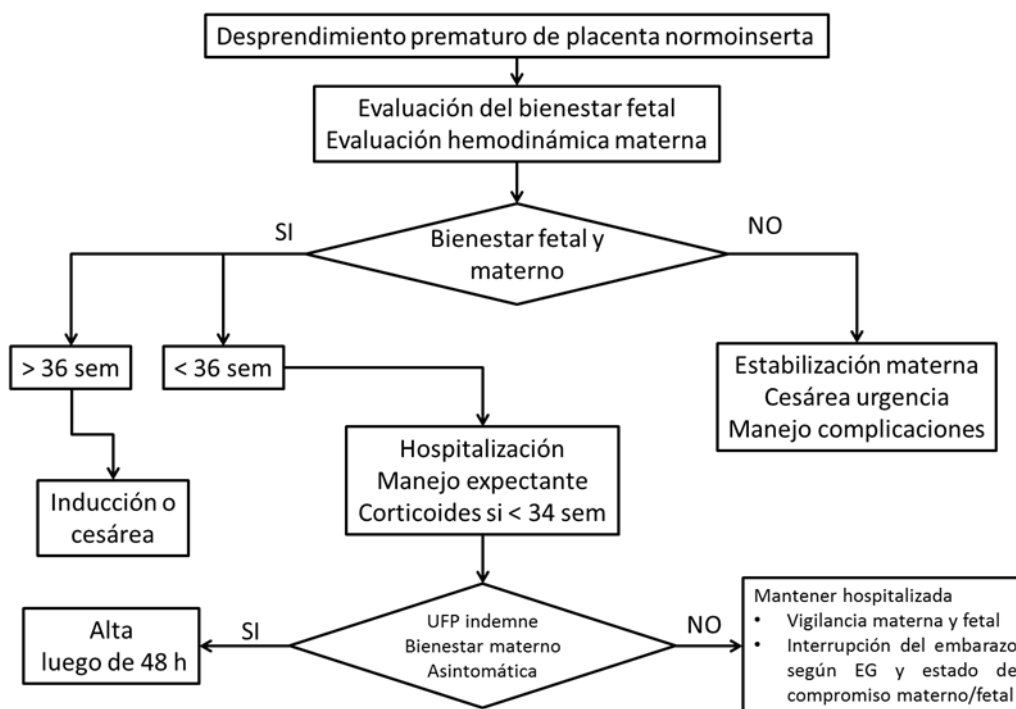 Desprendimiento prematuro de placenta normoinserta
Evaluación del bienestar fetal
Evaluación hemodinámica materna
SI
NO
Bienestar fetal y
materno
> 36 sem
< 36 sem
Estabilización materna
Cesárea urgencia
Manejo complicaciones
Hospitalización
Manejo expectante
Corticoides si < 34 sem
Inducción o
cesárea
Alta
luego de 48 h
SI
UFP indemne
Bienestar materno
Asintomática
NO
Mantener hospitalizada
• Vigilancia materna y fetal
• Interrupción del embarazo
según EG y estado de
compromiso materno/fetal